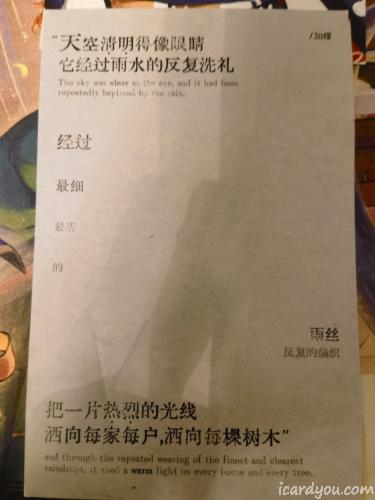 "天空清明得像眼睛
/加缪
它经过雨水的反复洗礼
The sky was clear as the eye, and it had been
repeatedly baptized by the rain,
经过
最细
最洁
的
雨丝
反复的编织
把一片热烈的光线
洒向每家每户,洒向每棵树木"
and through the repeated weaving of the finest and clearest
raindrops, it shed a warm light on every house and every tree.
icardyou.com